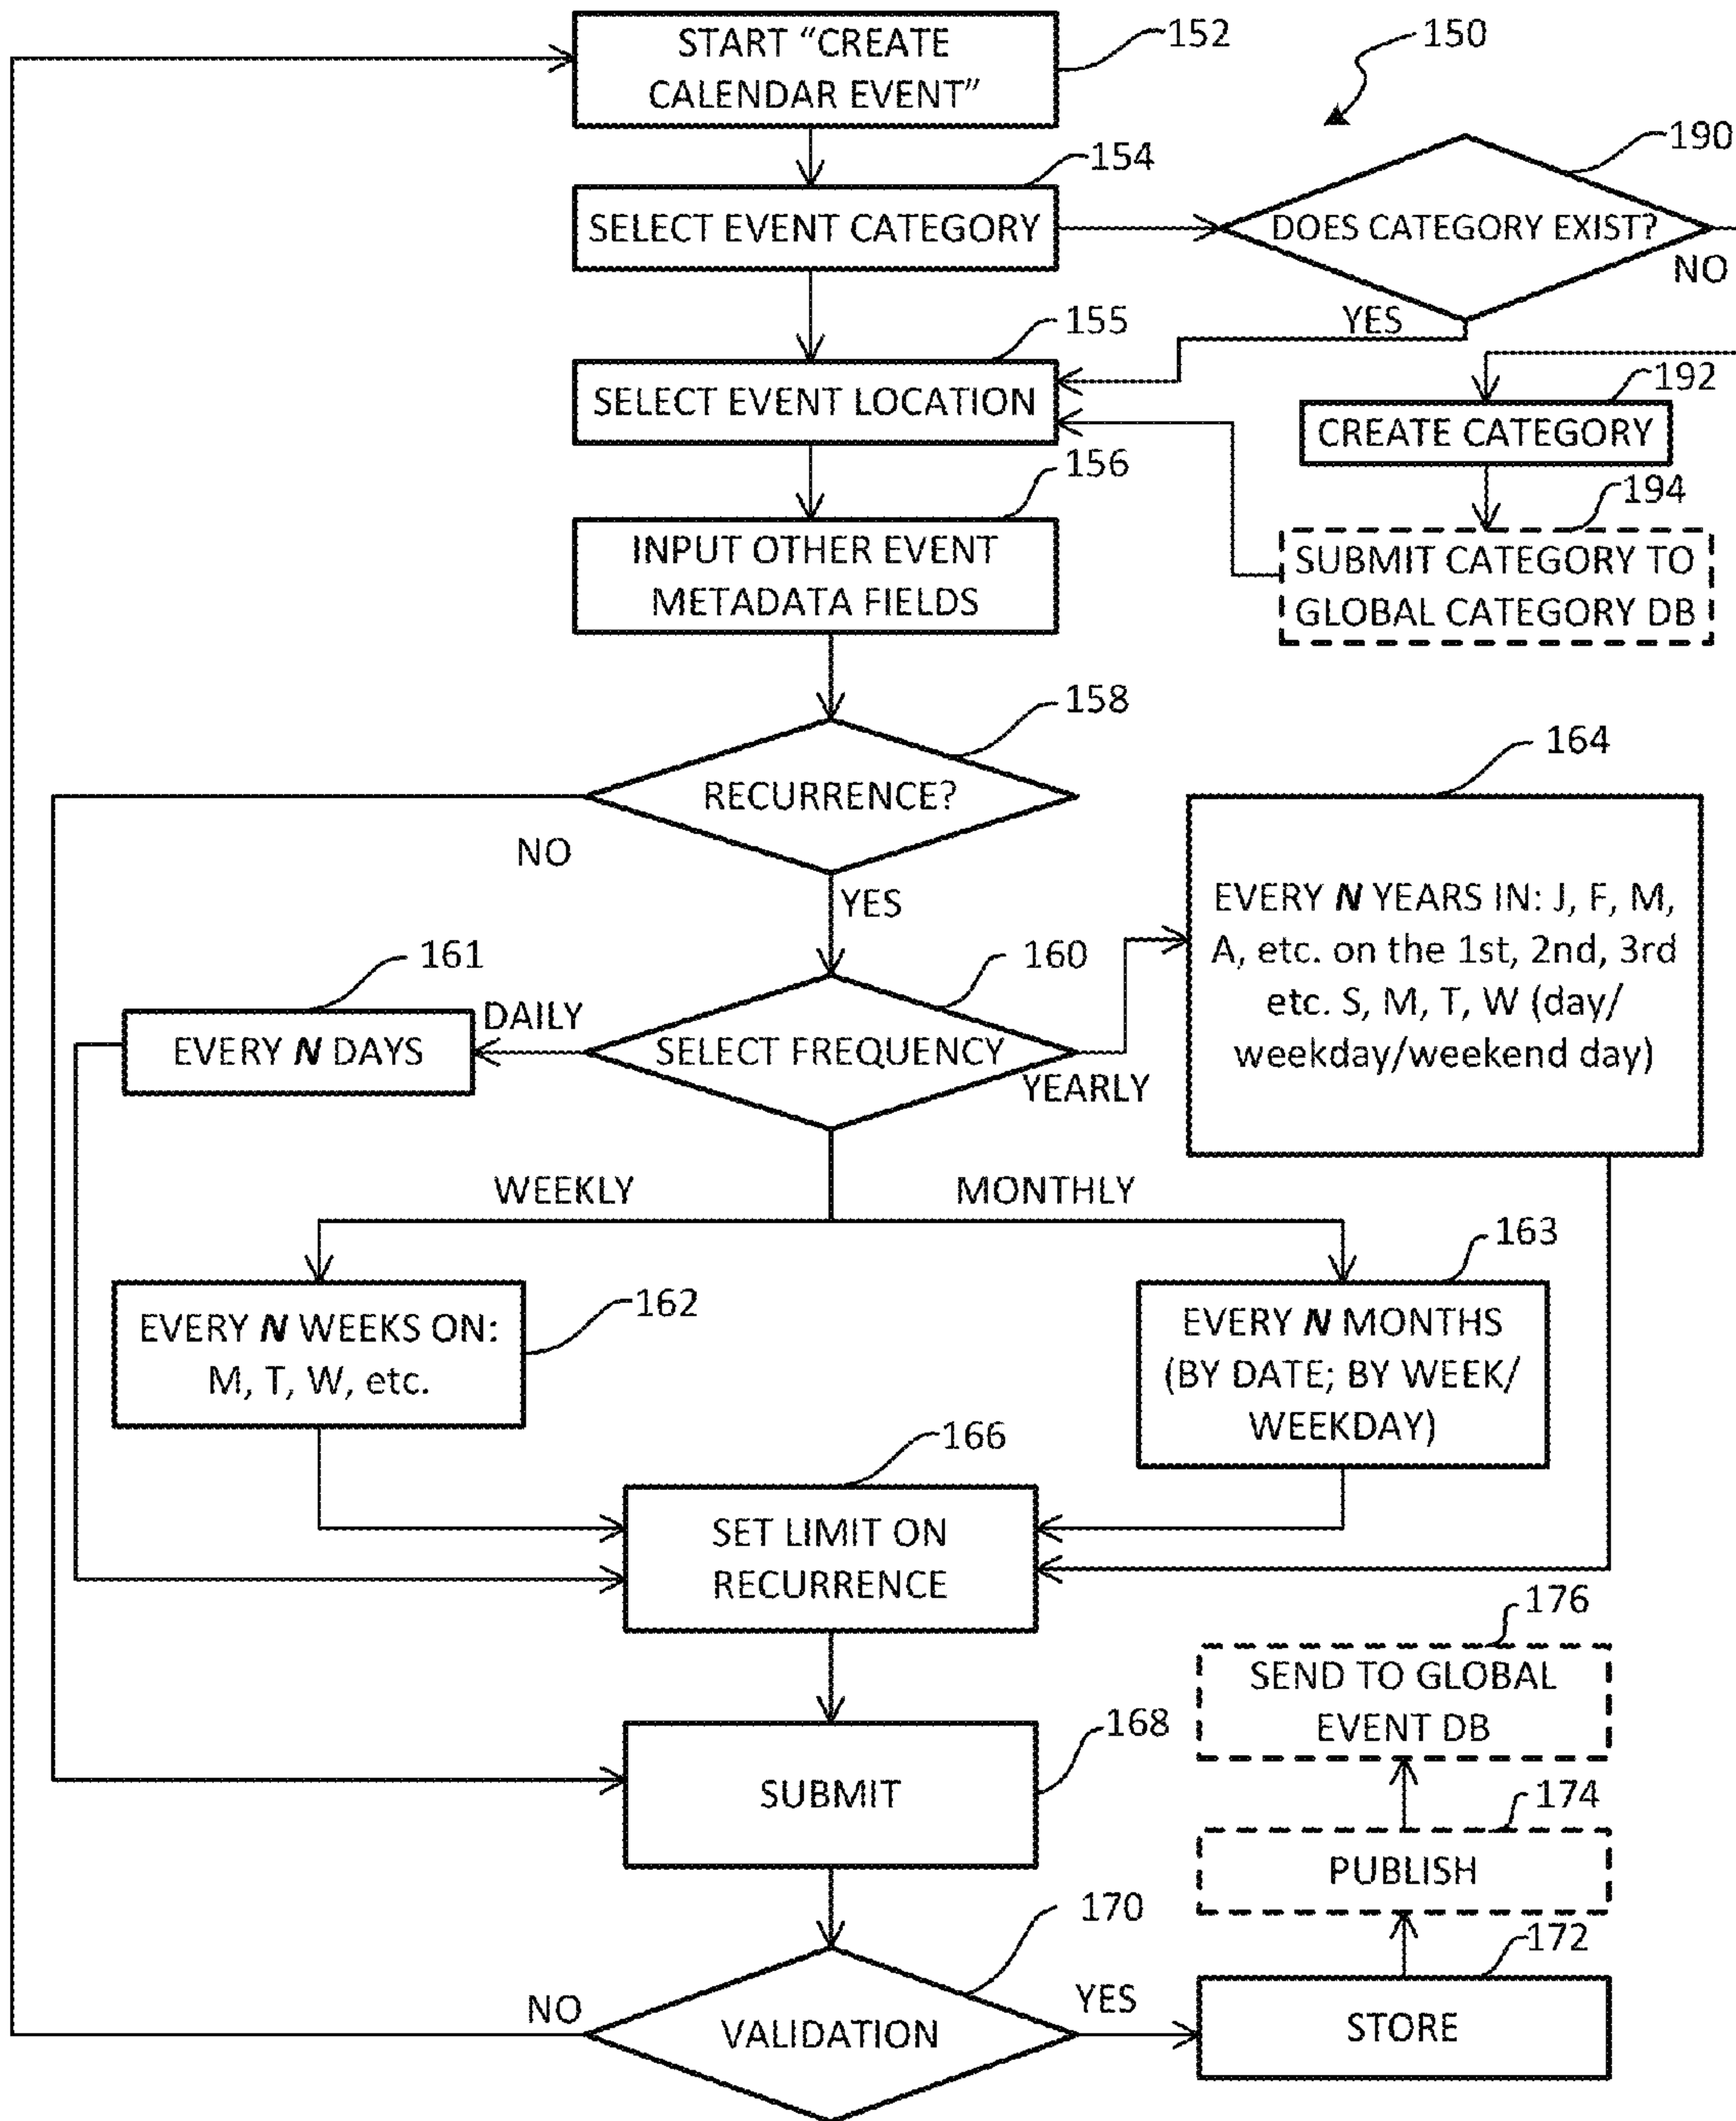 START “CREATE
CALENDAR EVENT”
152
150
154
190
SELECT EVENT CATEGORY
DOES CATEGORY EXIST?
NO
YES
155
SELECT EVENT LOCATION
192
CREATE CATEGORY
156
194
INPUT OTHER EVENT
METADATA FIELDS
SUBMIT CATEGORY TO
GLOBAL CATEGORY DB
158
RECURRENCE?
164
NO
YES
EVERY N YEARS IN: J, F, M,
A, etc. on the 1st, 2nd, 3rd
etc. S, M, T, W (day/
weekday/weekend day)
161
160
DAILY
EVERY N DAYS
SELECT FREQUENCY
YEARLY
WEEKLY
MONTHLY
163
162
EVERY N WEEKS ON:
M, T, W, etc.
EVERY N MONTHS
(BY DATE; BY WEEK/
WEEKDAY)
166
SET LIMIT ON
RECURRENCE
176
SEND TO GLOBAL
EVENT DB
168
SUBMIT
174
PUBLISH
170
172
NO
YES
VALIDATION
STORE